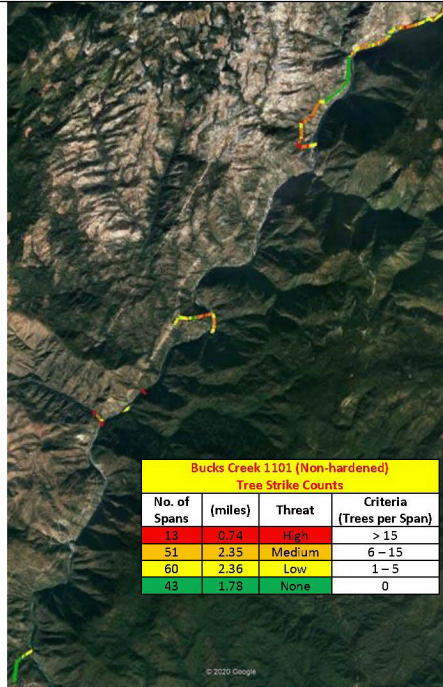 Bucks Creek 1101 (Non-hardened)
Tree Strike Counts
No. of Spans (miles) Threat Criteria (Trees per Span)
13 0.74 High > 15
51 2.35 Medium 6 – 15
60 2.36 Low 1 – 5
43 1.78 None 0
© 2020 Google